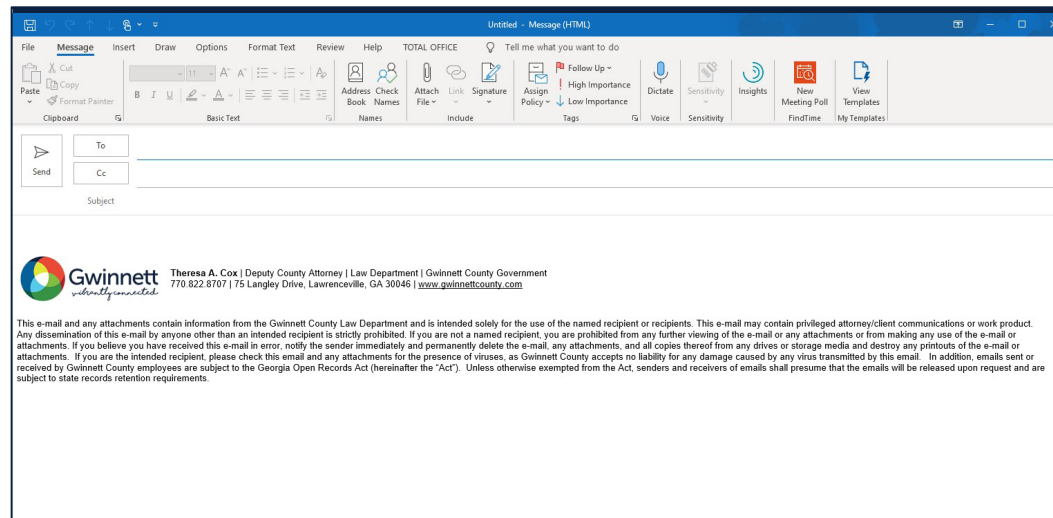 Untitled - Message (HTML)
File Message Insert Draw Options Format Text Review Help TOTAL OFFICE Tell me what you want to do
Paste
Cut
Copy
Format Painter
Clipboard
11
B I U
Basic Text
Address Book
Check Names
Names
Attach File
Link
Signature
Include
Assign Policy
Follow Up
High Importance
Low Importance
Tags
Dictate
Voice
Sensitivity
Sensitivity
Insights
New Meeting Poll
FindTime
View Templates
My Templates
Send
To
Cc
Subject
Gwinnett
vibrantly connected
Theresa A. Cox | Deputy County Attorney | Law Department | Gwinnett County Government
770.822.8707 | 75 Langley Drive, Lawrenceville, GA 30046 | www.gwinnettcounty.com
This e-mail and any attachments contain information from the Gwinnett County Law Department and is intended solely for the use of the named recipient or recipients. This e-mail may contain privileged attorney/client communications or work product.
Any dissemination of this e-mail by anyone other than an intended recipient is strictly prohibited. If you are not a named recipient, you are prohibited from any further viewing of the e-mail or any attachments or from making any use of the e-mail or
attachments. If you believe you have received this e-mail in error, notify the sender immediately and permanently delete the e-mail, any attachments, and all copies thereof from any drives or storage media and destroy any printouts of the e-mail or
attachments. If you are the intended recipient, please check this email and any attachments for the presence of viruses, as Gwinnett County accepts no liability for any damage caused by any virus transmitted by this email. In addition, emails sent or
received by Gwinnett County employees are subject to the Georgia Open Records Act (hereinafter the “Act”). Unless otherwise exempted from the Act, senders and receivers of emails shall presume that the emails will be released upon request and are
subject to state records retention requirements.